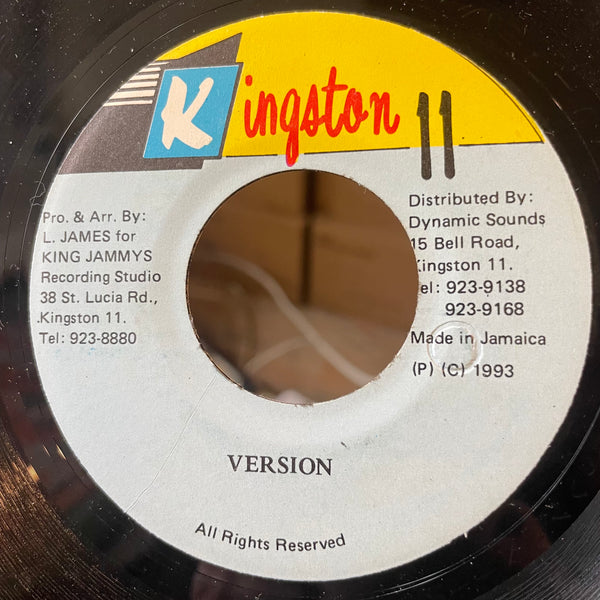 Kingston 11
Pro. & Arr. By:
L. JAMES for
KING JAMMYS
Recording Studio
38 St. Lucia Rd.,
Kingston 11.
Tel: 923-8880
Distributed By:
Dynamic Sounds
15 Bell Road,
Kingston 11.
Tel: 923-9138
923-9168
Made in Jamaica
(P) (C) 1993
VERSION
All Rights Reserved